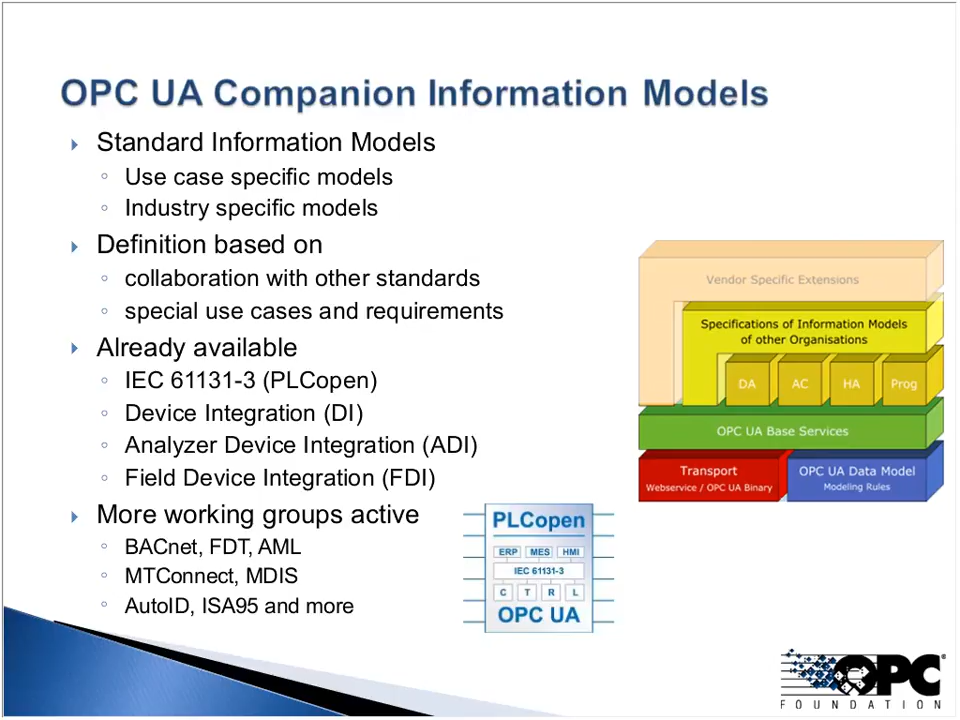 OPC UA Companion Information Models
Standard Information Models
Use case specific models
Industry specific models
Definition based on
collaboration with other standards
special use cases and requirements
Already available
IEC 61131-3 (PLCopen)
Device Integration (DI)
Analyzer Device Integration (ADI)
Field Device Integration (FDI)
More working groups active
BACnet, FDT, AML
MTConnect, MDIS
AutoID, ISA95 and more
Vendor Specific Extensions
Specifications of Information Models
of other Organisations
DA AC HA Prog
OPC UA Base Services
Transport
Webservice / OPC UA Binary
OPC UA Data Model
Modeling Rules
PLCopen
ERP MES HMI
IEC 61131-3
C T R L
OPC UA
OPC®
FOUNDATION